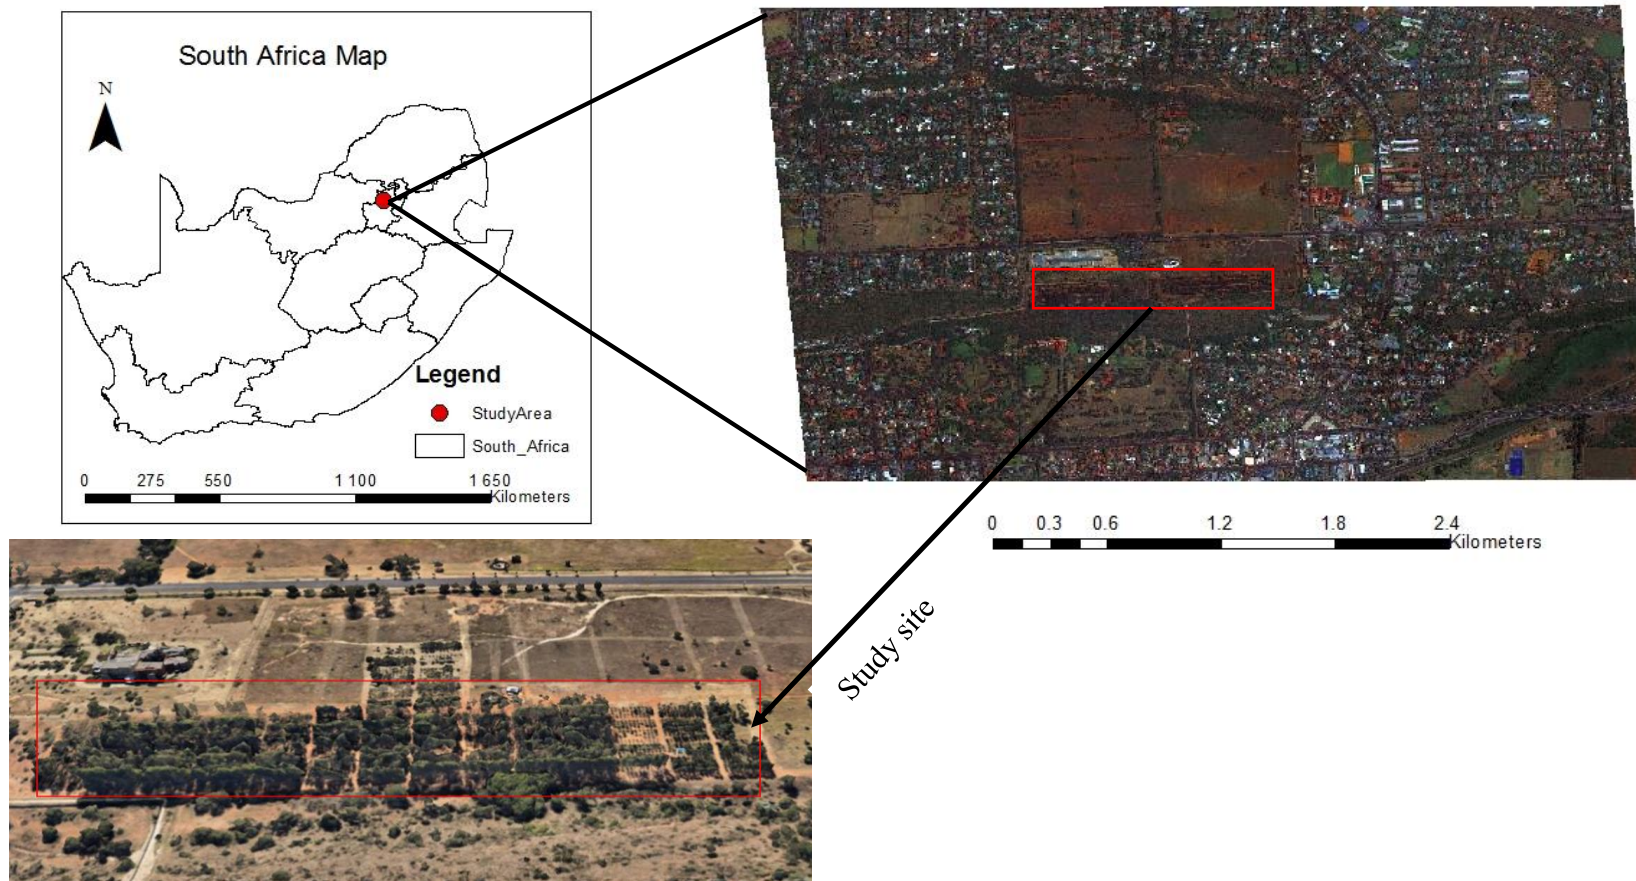 South Africa Map
N
Legend
StudyArea
South_Africa
0 275 550 1 100 1 650
Kilometers
0 0.3 0.6 1.2 1.8 2.4
Kilometers
Study site